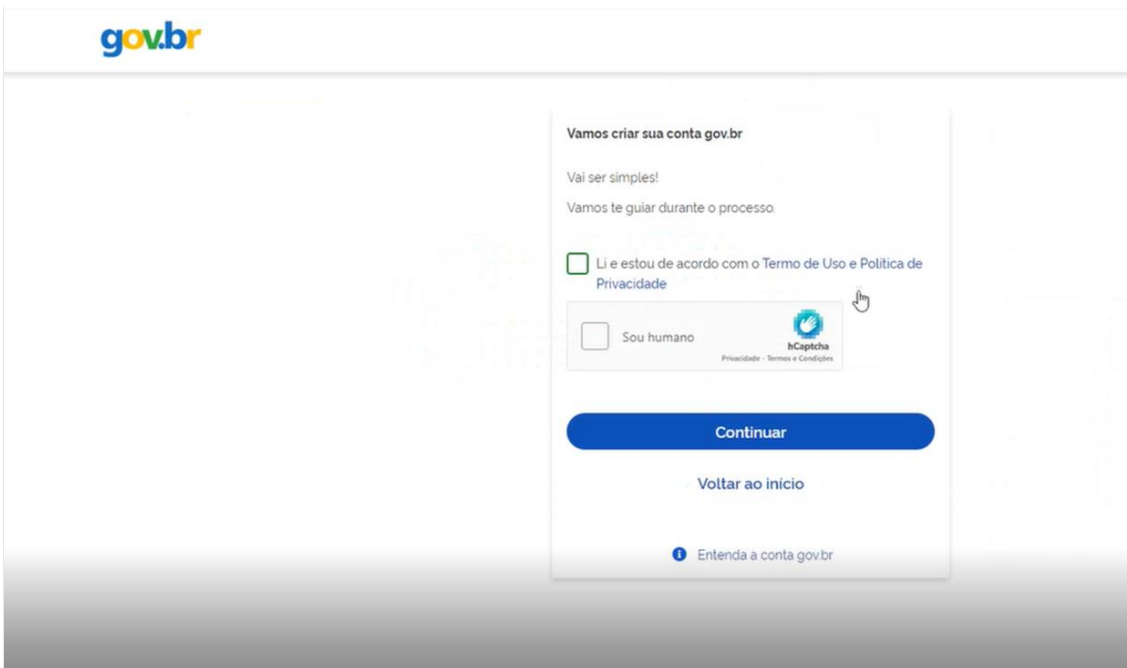 gov.br
Vamos criar sua conta gov.br
Vai ser simples!
Vamos te guiar durante o processo.
Li e estou de acordo com o Termo de Uso e Política de
Privacidade
Sou humano
hCaptcha
Privacidade - Termos e Condições
Continuar
Voltar ao início
Entenda a conta gov.br